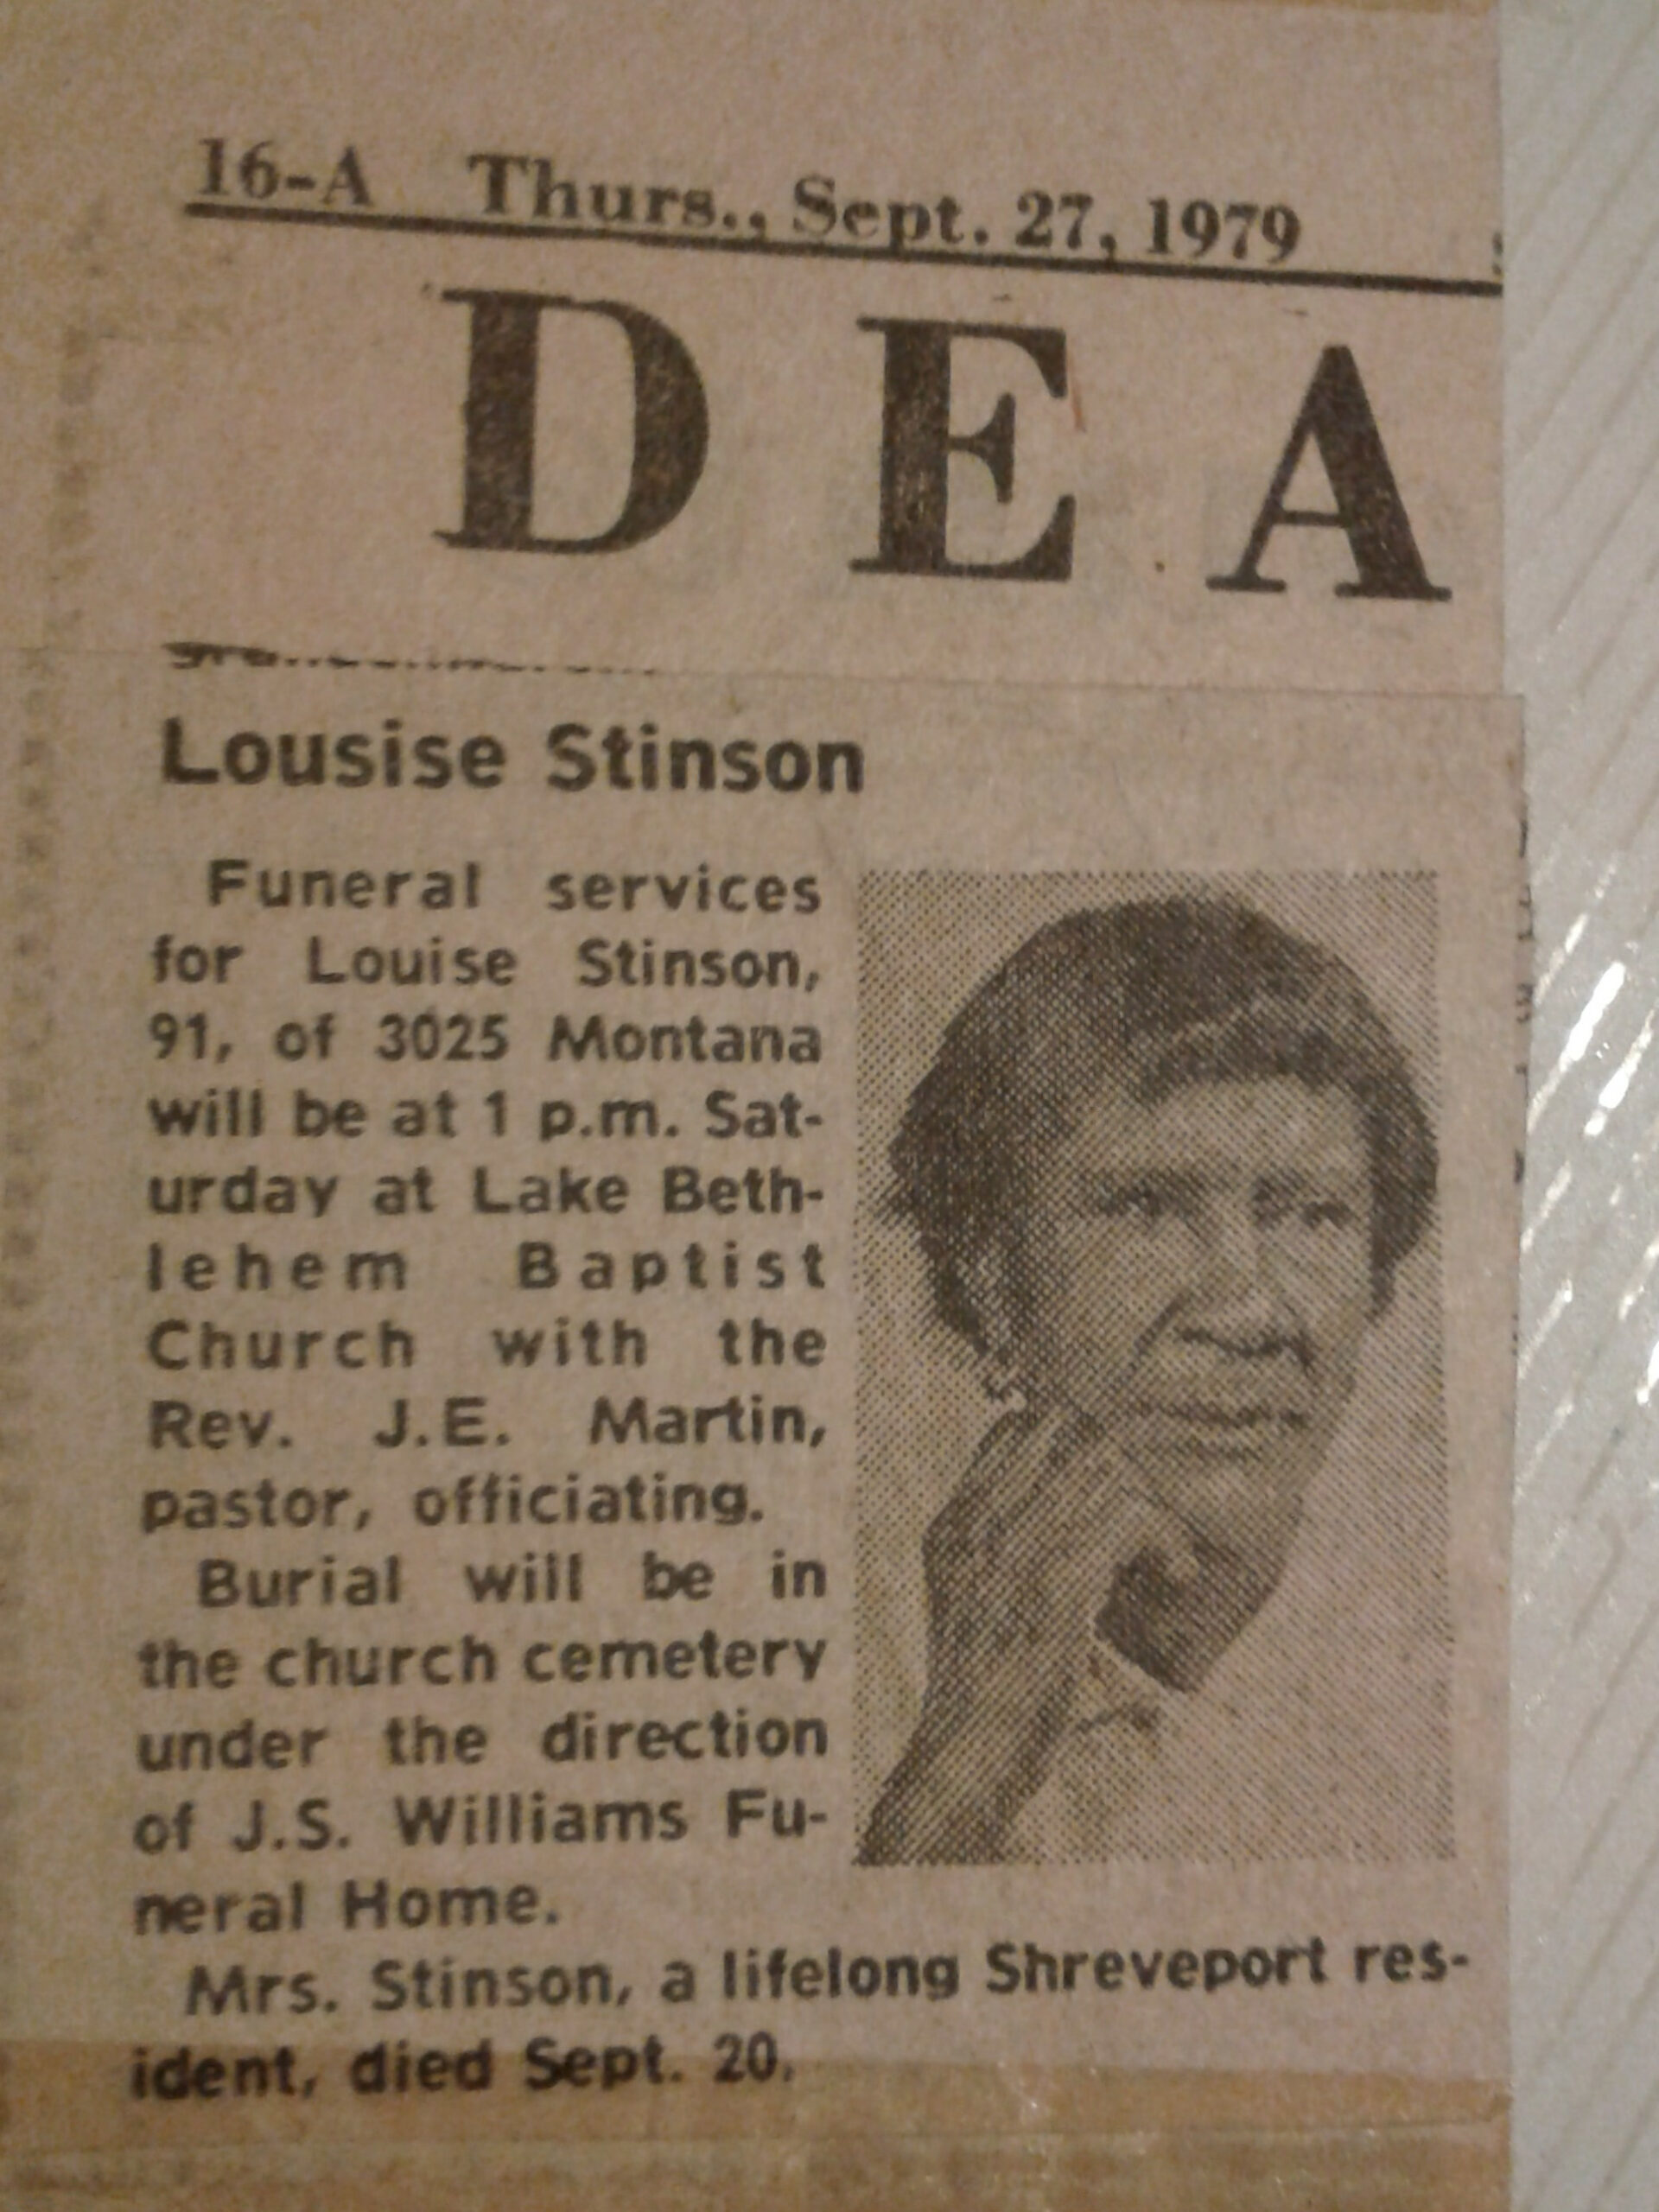 16-A Thurs., Sept. 27, 1979
D E A
Lousise Stinson
Funeral services
for Louise Stinson,
91, of 3025 Montana
will be at 1 p.m. Sat-
urday at Lake Beth-
lehem Baptist
Church with the
Rev. J.E. Martin,
pastor, officiating.
Burial will be in
the church cemetery
under the direction
of J.S. Williams Fu-
neral Home.
Mrs. Stinson, a lifelong Shreveport res-
ident, died Sept. 20.